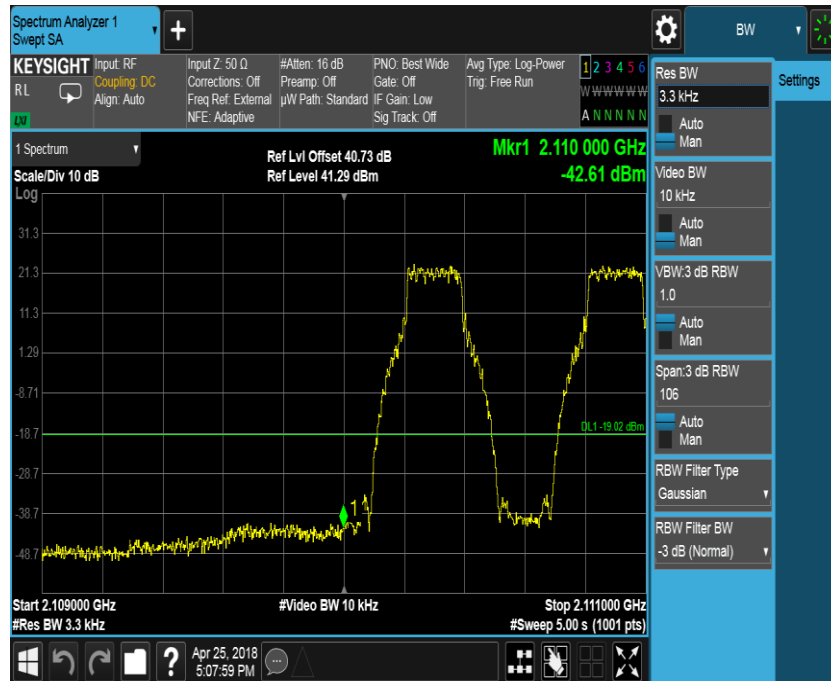 Spectrum Analyzer 1
Swept SA
+
BW
KEYSIGHT
RL
LXI
Input: RF
Coupling: DC
Align: Auto
Input Z: 50 Ω
Corrections: Off
Freq Ref: External
NFE: Adaptive
#Atten: 16 dB
Preamp: Off
µW Path: Standard
PNO: Best Wide
Gate: Off
IF Gain: Low
Sig Track: Off
Avg Type: Log-Power
Trig: Free Run
1 2 3 4 5 6
W W W W W W
A N N N N N
1 Spectrum
Scale/Div 10 dB
Log
Ref Lvl Offset 40.73 dB
Ref Level 41.29 dBm
Mkr1 2.110 000 GHz
-42.61 dBm
31.3
21.3
11.3
1.29
-8.71
-18.7
-28.7
-38.7
-48.7
DL1 -19.02 dBm
1
Start 2.109000 GHz
#Res BW 3.3 kHz
#Video BW 10 kHz
Stop 2.111000 GHz
#Sweep 5.00 s (1001 pts)
Res BW
3.3 kHz
Auto
Man
Video BW
10 kHz
Auto
Man
VBW:3 dB RBW
1.0
Auto
Man
Span:3 dB RBW
106
Auto
Man
RBW Filter Type
Gaussian
RBW Filter BW
-3 dB (Normal)
Settings
?
Apr 25, 2018
5:07:59 PM